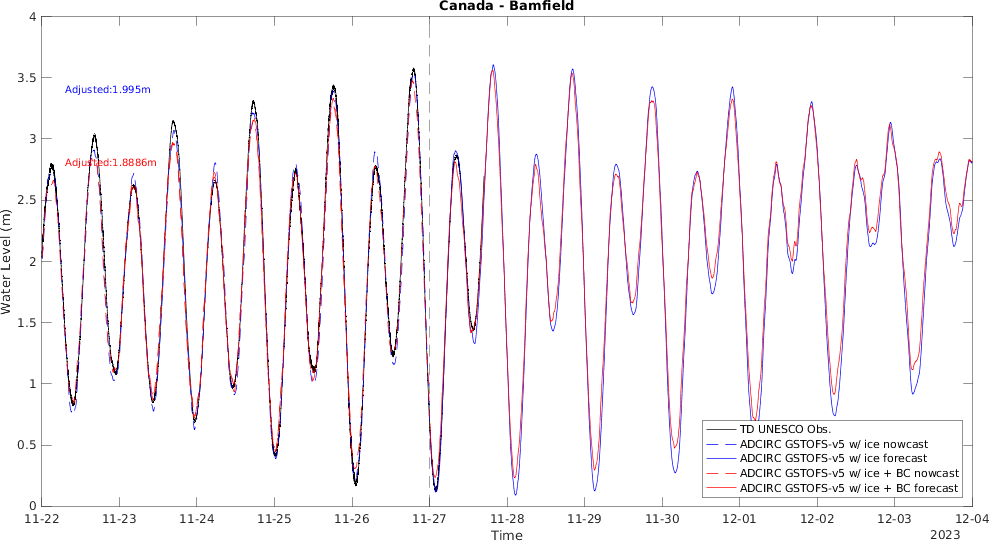 Canada - Bamfield
4
3.5
3
2.5
2
1.5
1
0.5
0
Water Level (m)
Adjusted:1.995m
Adjusted:1.8886m
TD UNESCO Obs.
ADCIRC GSTOFS-v5 w/ ice nowcast
ADCIRC GSTOFS-v5 w/ ice forecast
ADCIRC GSTOFS-v5 w/ ice + BC nowcast
ADCIRC GSTOFS-v5 w/ ice + BC forecast
11-22 11-23 11-24 11-25 11-26 11-27 11-28 11-29 11-30 12-01 12-02 12-03 12-04
Time
2023